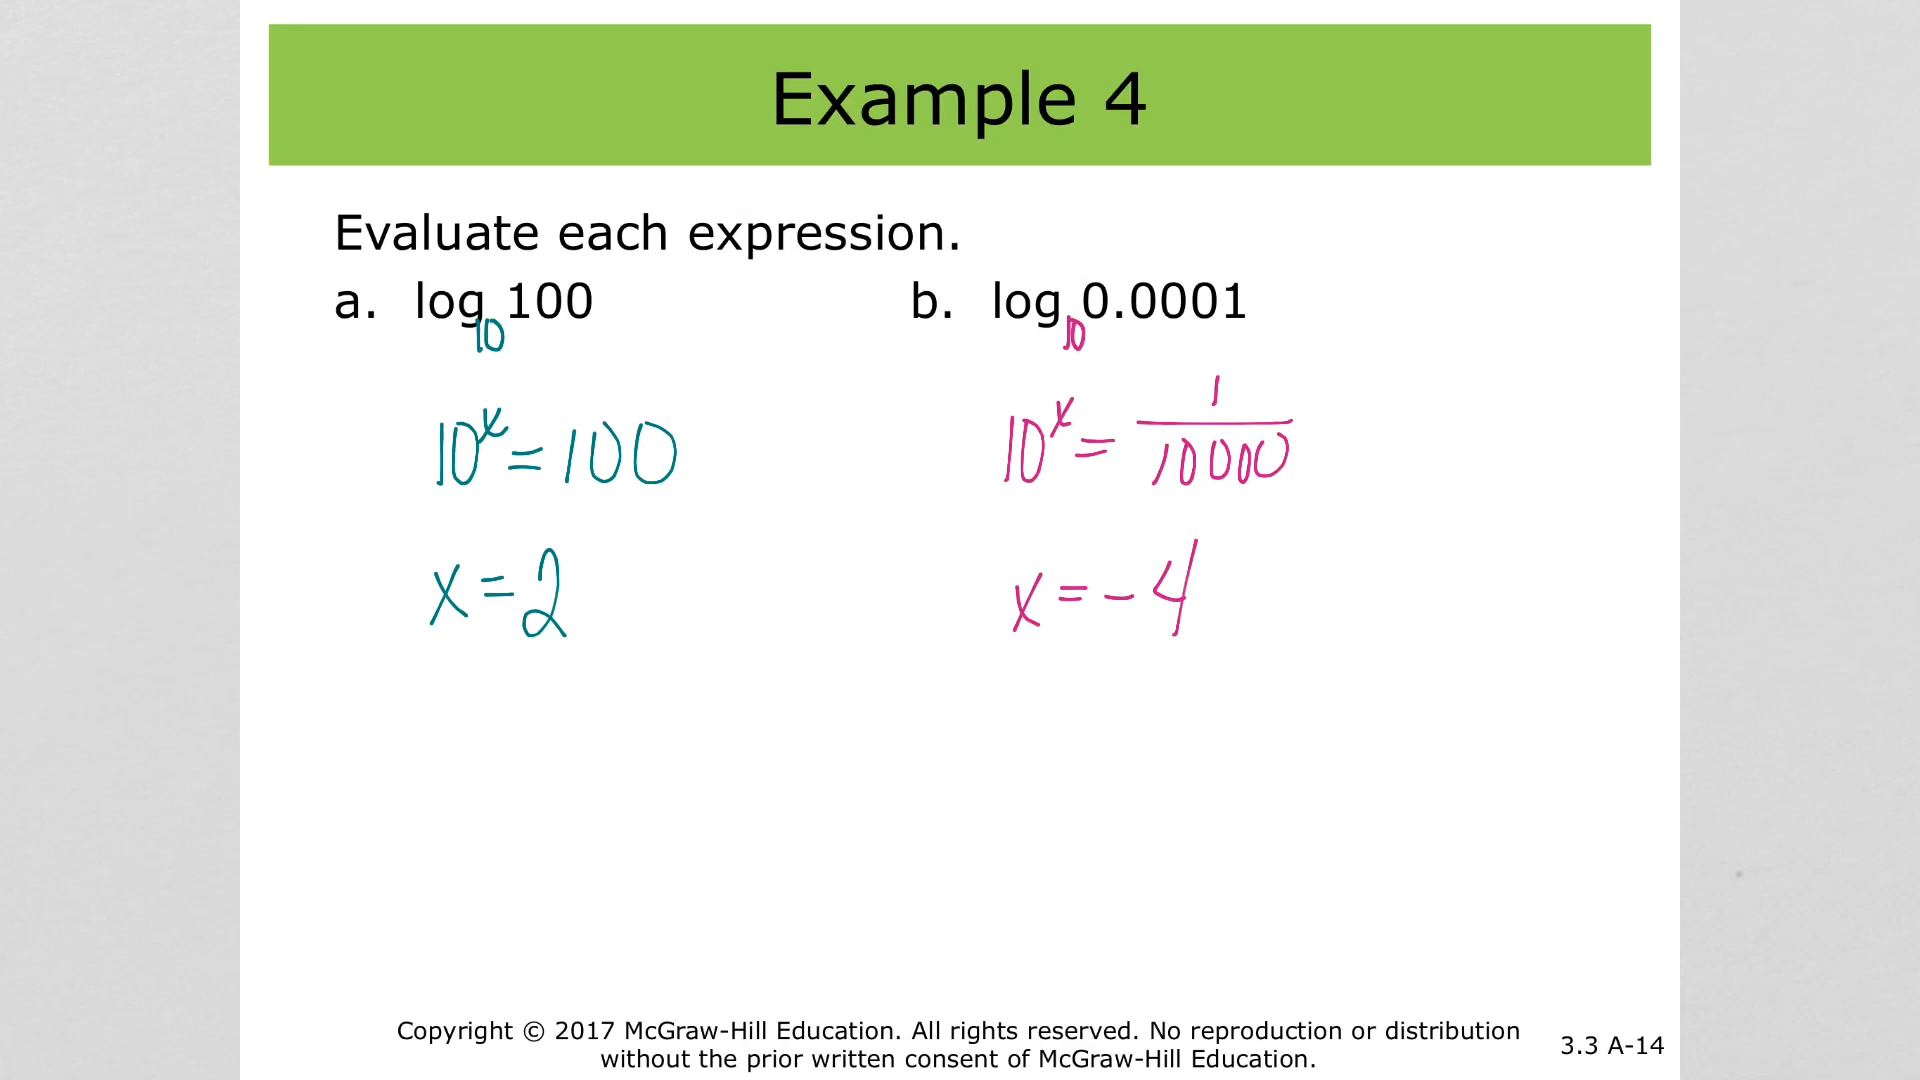 Example 4
Evaluate each expression.
a. log₁₀ 100
b. log₁₀ 0.0001
10ˣ = 100
10ˣ = 1/10000
x = 2
x = -4
Copyright © 2017 McGraw-Hill Education. All rights reserved. No reproduction or distribution
without the prior written consent of McGraw-Hill Education.
3.3 A-14